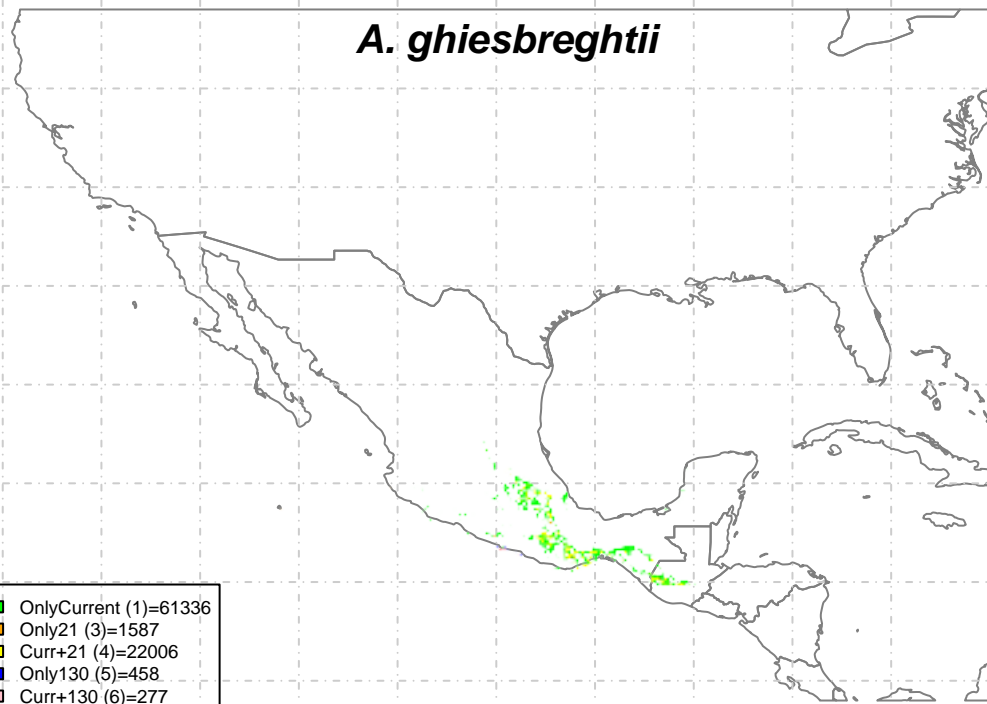 A. ghiesbreghtii
OnlyCurrent (1)=61336
Only21 (3)=1587
Curr+21 (4)=22006
Only130 (5)=458
Curr+130 (6)=277